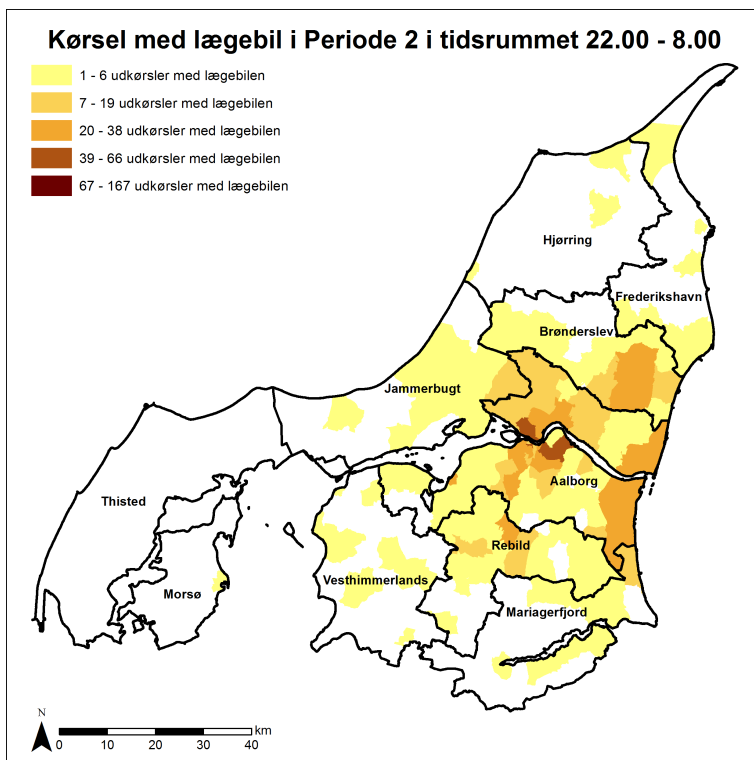 Kørsel med lægebil i Periode 2 i tidsrummet 22.00 - 8.00
1 - 6 udkørsler med lægebilen
7 - 19 udkørsler med lægebilen
20 - 38 udkørsler med lægebilen
39 - 66 udkørsler med lægebilen
67 - 167 udkørsler med lægebilen
Hjørring
Frederikshavn
Brønderslev
Jammerbugt
Aalborg
Thisted
Rebild
Vesthimmerlands
Morsø
Mariagerfjord
N
km
0 10 20 30 40